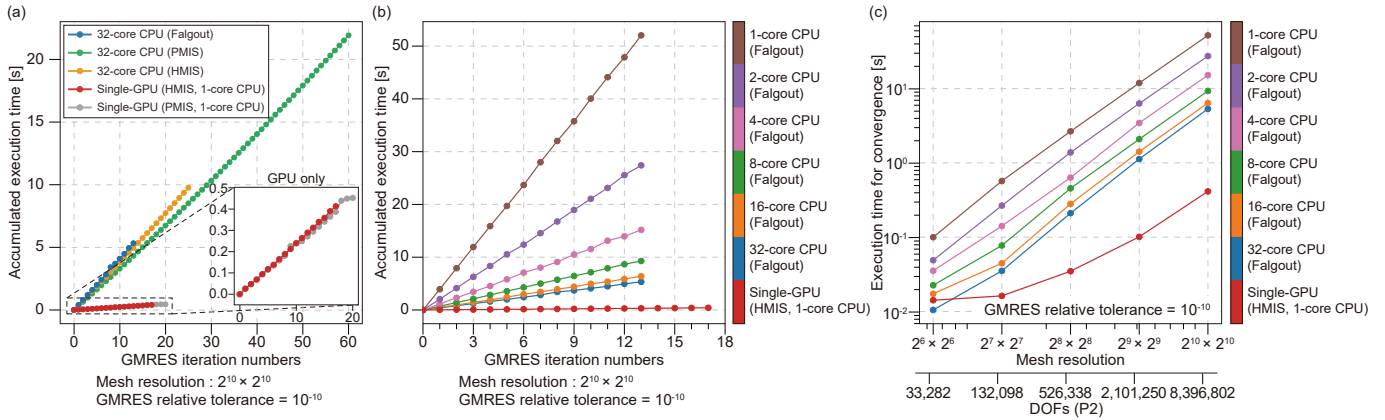 (a)
32-core CPU (Falgout)
32-core CPU (PMIS)
32-core CPU (HMIS)
Single-GPU (HMIS, 1-core CPU)
Single-GPU (PMIS, 1-core CPU)
Accumulated execution time [s]
20
15
10
5
0
GPU only
0.5
0.4
0.3
0.2
0.1
0.0
0
10
20
0 10 20 30 40 50 60
GMRES iteration numbers
Mesh resolution : 2¹⁰ × 2¹⁰
GMRES relative tolerance = 10⁻¹⁰
(b)
Accumulated execution time [s]
50
40
30
20
10
0
0 3 6 9 12 15 18
GMRES iteration numbers
Mesh resolution : 2¹⁰ × 2¹⁰
GMRES relative tolerance = 10⁻¹⁰
1-core CPU
(Falgout)
2-core CPU
(Falgout)
4-core CPU
(Falgout)
8-core CPU
(Falgout)
16-core CPU
(Falgout)
32-core CPU
(Falgout)
Single-GPU
(HMIS, 1-core CPU)
(c)
Execution time for convergence [s]
10¹
10⁰
10⁻¹
10⁻²
GMRES relative tolerance = 10⁻¹⁰
2⁶ × 2⁶ 2⁷ × 2⁷ 2⁸ × 2⁸ 2⁹ × 2⁹ 2¹⁰ × 2¹⁰
Mesh resolution
33,282 132,098 526,338 2,101,250 8,396,802
DOFs (P2)
1-core CPU
(Falgout)
2-core CPU
(Falgout)
4-core CPU
(Falgout)
8-core CPU
(Falgout)
16-core CPU
(Falgout)
32-core CPU
(Falgout)
Single-GPU
(HMIS, 1-core CPU)